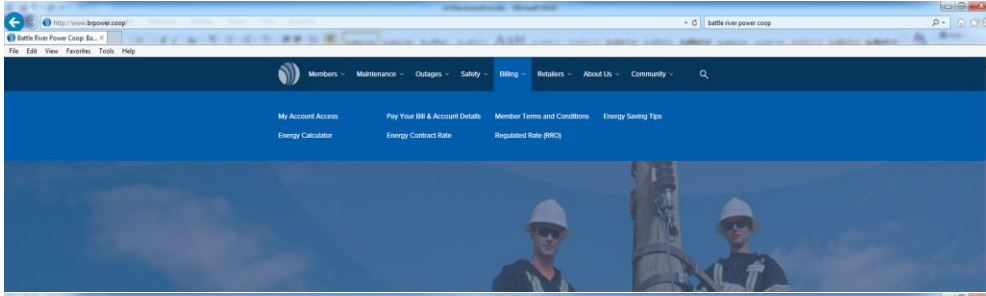 http://www.brpower.coop/
battle river power coop
Battle River Power Coop: Ba...
File Edit View Favorites Tools Help
Members Maintenance Outages Safety Billing Retailers About Us Community
My Account Access Pay Your Bill & Account Details Member Terms and Conditions Energy Saving Tips
Energy Calculator Energy Contract Rate Regulated Rate (RRO)